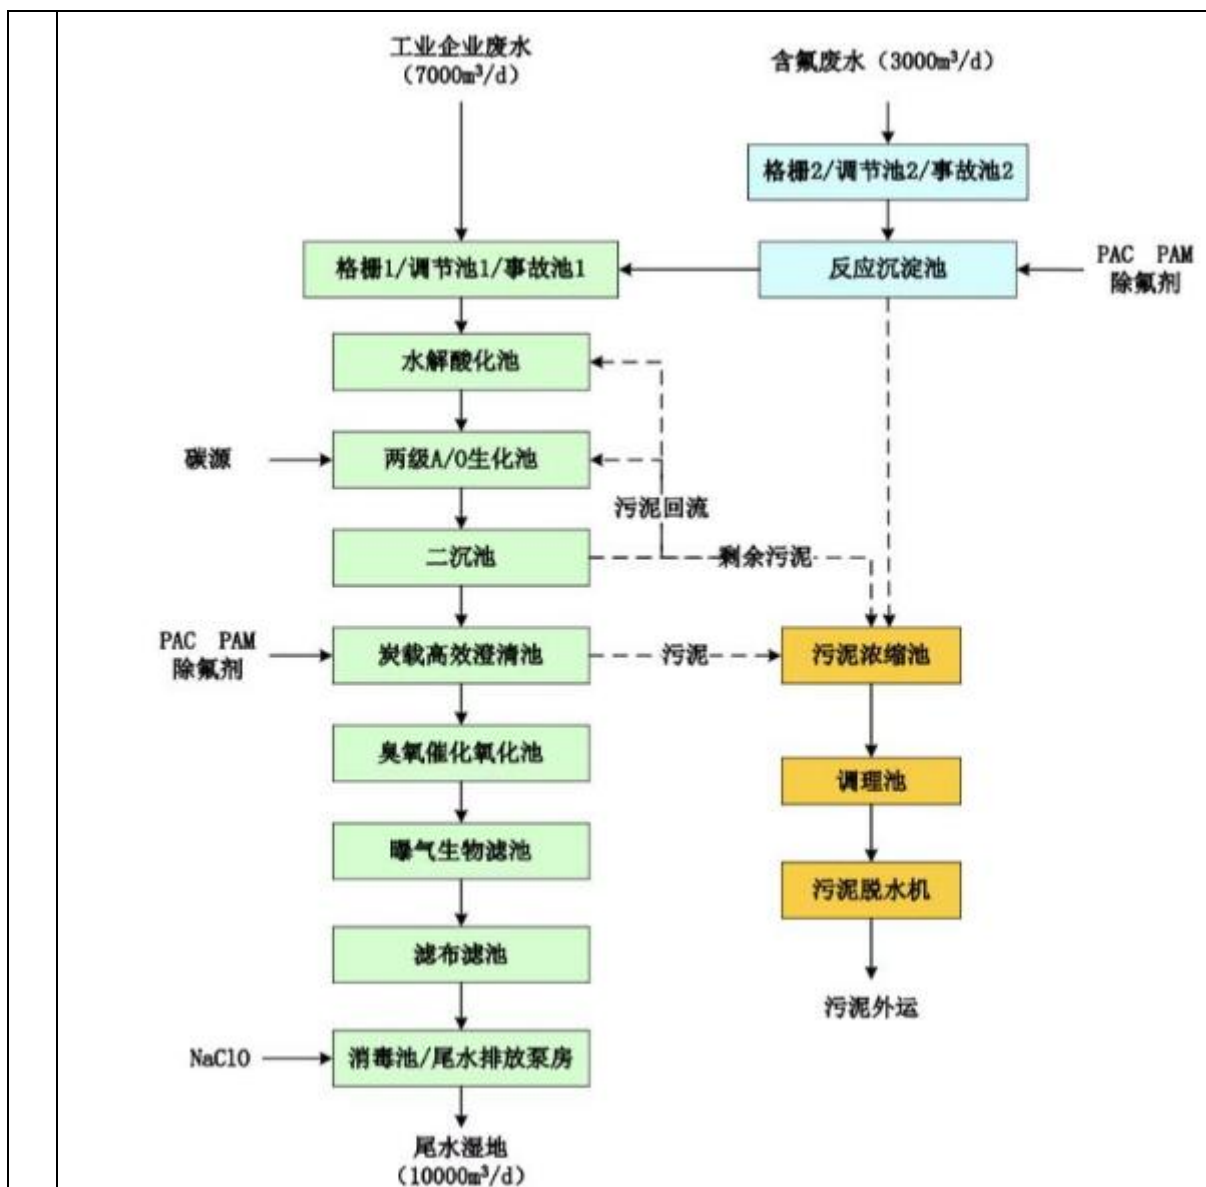 工业企业废水
（7000m³/d）
含氟废水（3000m³/d）
格栅2/调节池2/事故池2
格栅1/调节池1/事故池1
反应沉淀池
PAC PAM
除氟剂
水解酸化池
碳源
两级A/O生化池
污泥回流
二沉池
剩余污泥
PAC PAM
除氟剂
炭载高效澄清池
污泥
污泥浓缩池
臭氧催化氧化池
调理池
曝气生物滤池
污泥脱水机
滤布滤池
污泥外运
NaClO
消毒池/尾水排放泵房
尾水湿地
（10000m³/d）